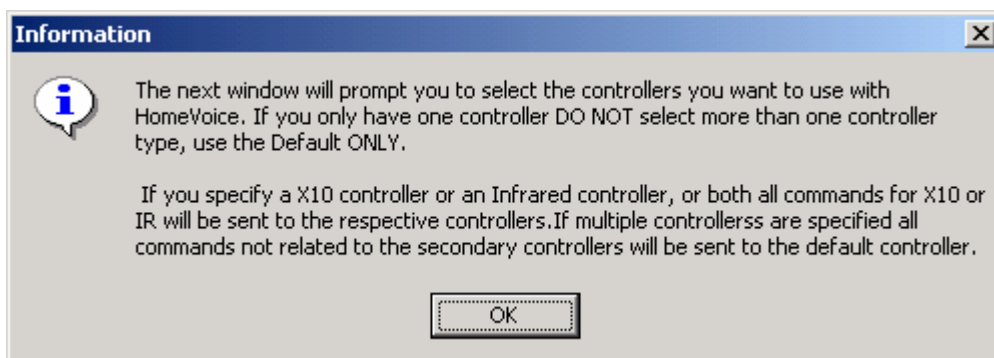 Information
The next window will prompt you to select the controllers you want to use with
HomeVoice. If you only have one controller DO NOT select more than one controller
type, use the Default ONLY.
If you specify a X10 controller or an Infrared controller, or both all commands for X10 or
IR will be sent to the respective controllers.If multiple controllerss are specified all
commands not related to the secondary controllers will be sent to the default controller.
OK